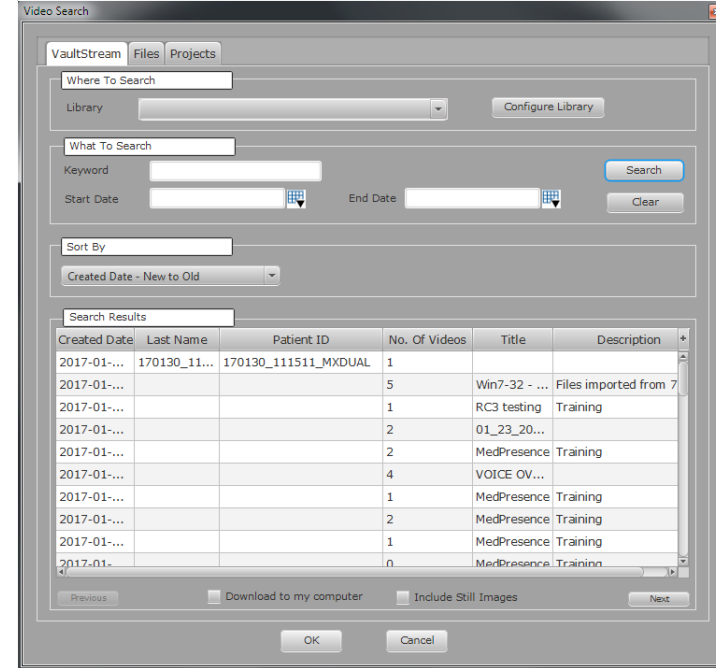 Video Search
VaultStream Files Projects
Where To Search
Library Configure Library
What To Search
Keyword Search
Start Date End Date Clear
Sort By
Created Date - New to Old
Search Results
Created Date Last Name Patient ID No. Of Videos Title Description +
2017-01-... 170130_11... 170130_111511_MXDUAL 1
2017-01-... 5 Win7-32 - ... Files imported from 7
2017-01-... 1 RC3 testing Training
2017-01-... 2 01_23_20...
2017-01-... 2 MedPresence Training
2017-01-... 4 VOICE OV...
2017-01-... 1 MedPresence Training
2017-01-... 2 MedPresence Training
2017-01-... 1 MedPresence Training
2017-01- 0 MedPresence Training
Previous Download to my computer Include Still Images Next
OK Cancel